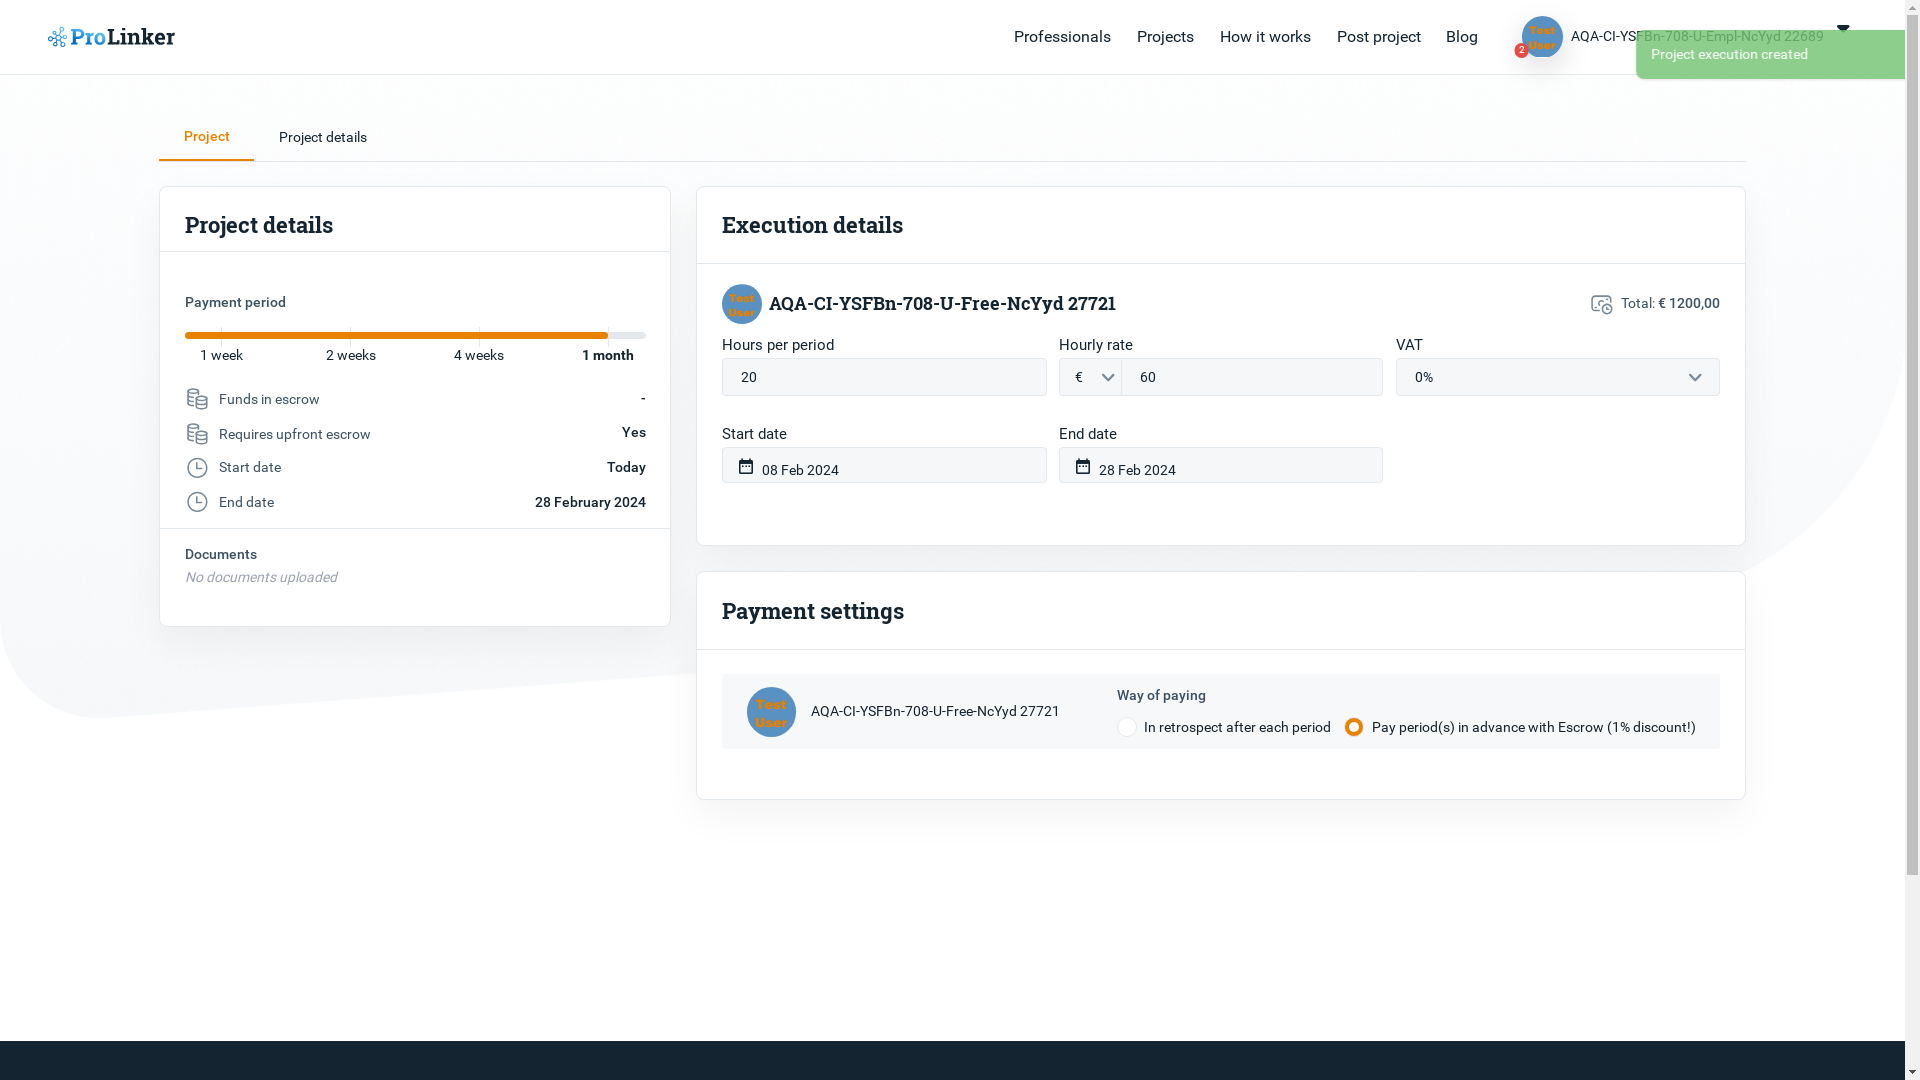 ProLinker
Professionals
Projects
How it works
Post project
Blog
Test
User
2
AQA-CI-YSFBn-708-U-Empl-NcYyd 22689
Project execution created
Project
Project details
Project details
Payment period
1 week
2 weeks
4 weeks
1 month
Funds in escrow
-
Requires upfront escrow
Yes
Start date
Today
End date
28 February 2024
Documents
No documents uploaded
Execution details
Test
User
AQA-CI-YSFBn-708-U-Free-NcYyd 27721
Total: € 1200,00
Hours per period
Hourly rate
VAT
20
€
60
0%
Start date
End date
08 Feb 2024
28 Feb 2024
Payment settings
Test
User
AQA-CI-YSFBn-708-U-Free-NcYyd 27721
Way of paying
In retrospect after each period
Pay period(s) in advance with Escrow (1% discount!)